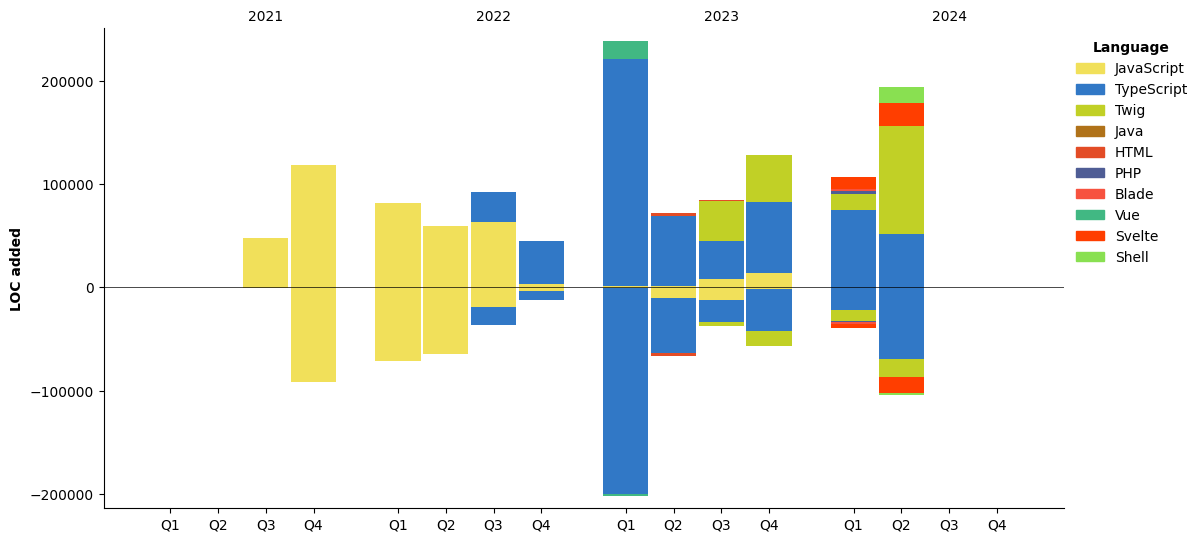 2021 2022 2023 2024
Language
JavaScript
TypeScript
Twig
Java
HTML
PHP
Blade
Vue
Svelte
Shell
LOC added
200000
100000
0
−100000
−200000
Q1 Q2 Q3 Q4 Q1 Q2 Q3 Q4 Q1 Q2 Q3 Q4 Q1 Q2 Q3 Q4